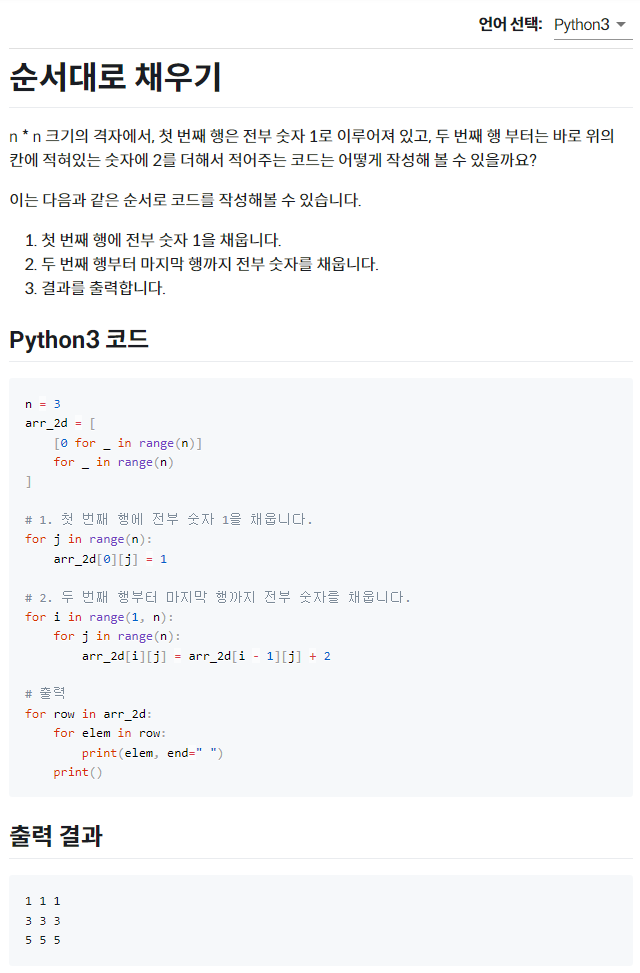 언어 선택: Python3
순서대로 채우기
n * n 크기의 격자에서, 첫 번째 행은 전부 숫자 1로 이루어져 있고, 두 번째 행 부터는 바로 위의
칸에 적혀있는 숫자에 2를 더해서 적어주는 코드는 어떻게 작성해 볼 수 있을까요?
이는 다음과 같은 순서로 코드를 작성해볼 수 있습니다.
1. 첫 번째 행에 전부 숫자 1을 채웁니다.
2. 두 번째 행부터 마지막 행까지 전부 숫자를 채웁니다.
3. 결과를 출력합니다.
Python3 코드
n = 3
arr_2d = [
    [0 for _ in range(n)]
    for _ in range(n)
]
# 1. 첫 번째 행에 전부 숫자 1을 채웁니다.
for j in range(n):
    arr_2d[0][j] = 1
# 2. 두 번째 행부터 마지막 행까지 전부 숫자를 채웁니다.
for i in range(1, n):
    for j in range(n):
        arr_2d[i][j] = arr_2d[i - 1][j] + 2
# 출력
for row in arr_2d:
    for elem in row:
        print(elem, end=" ")
    print()
출력 결과
1 1 1
3 3 3
5 5 5